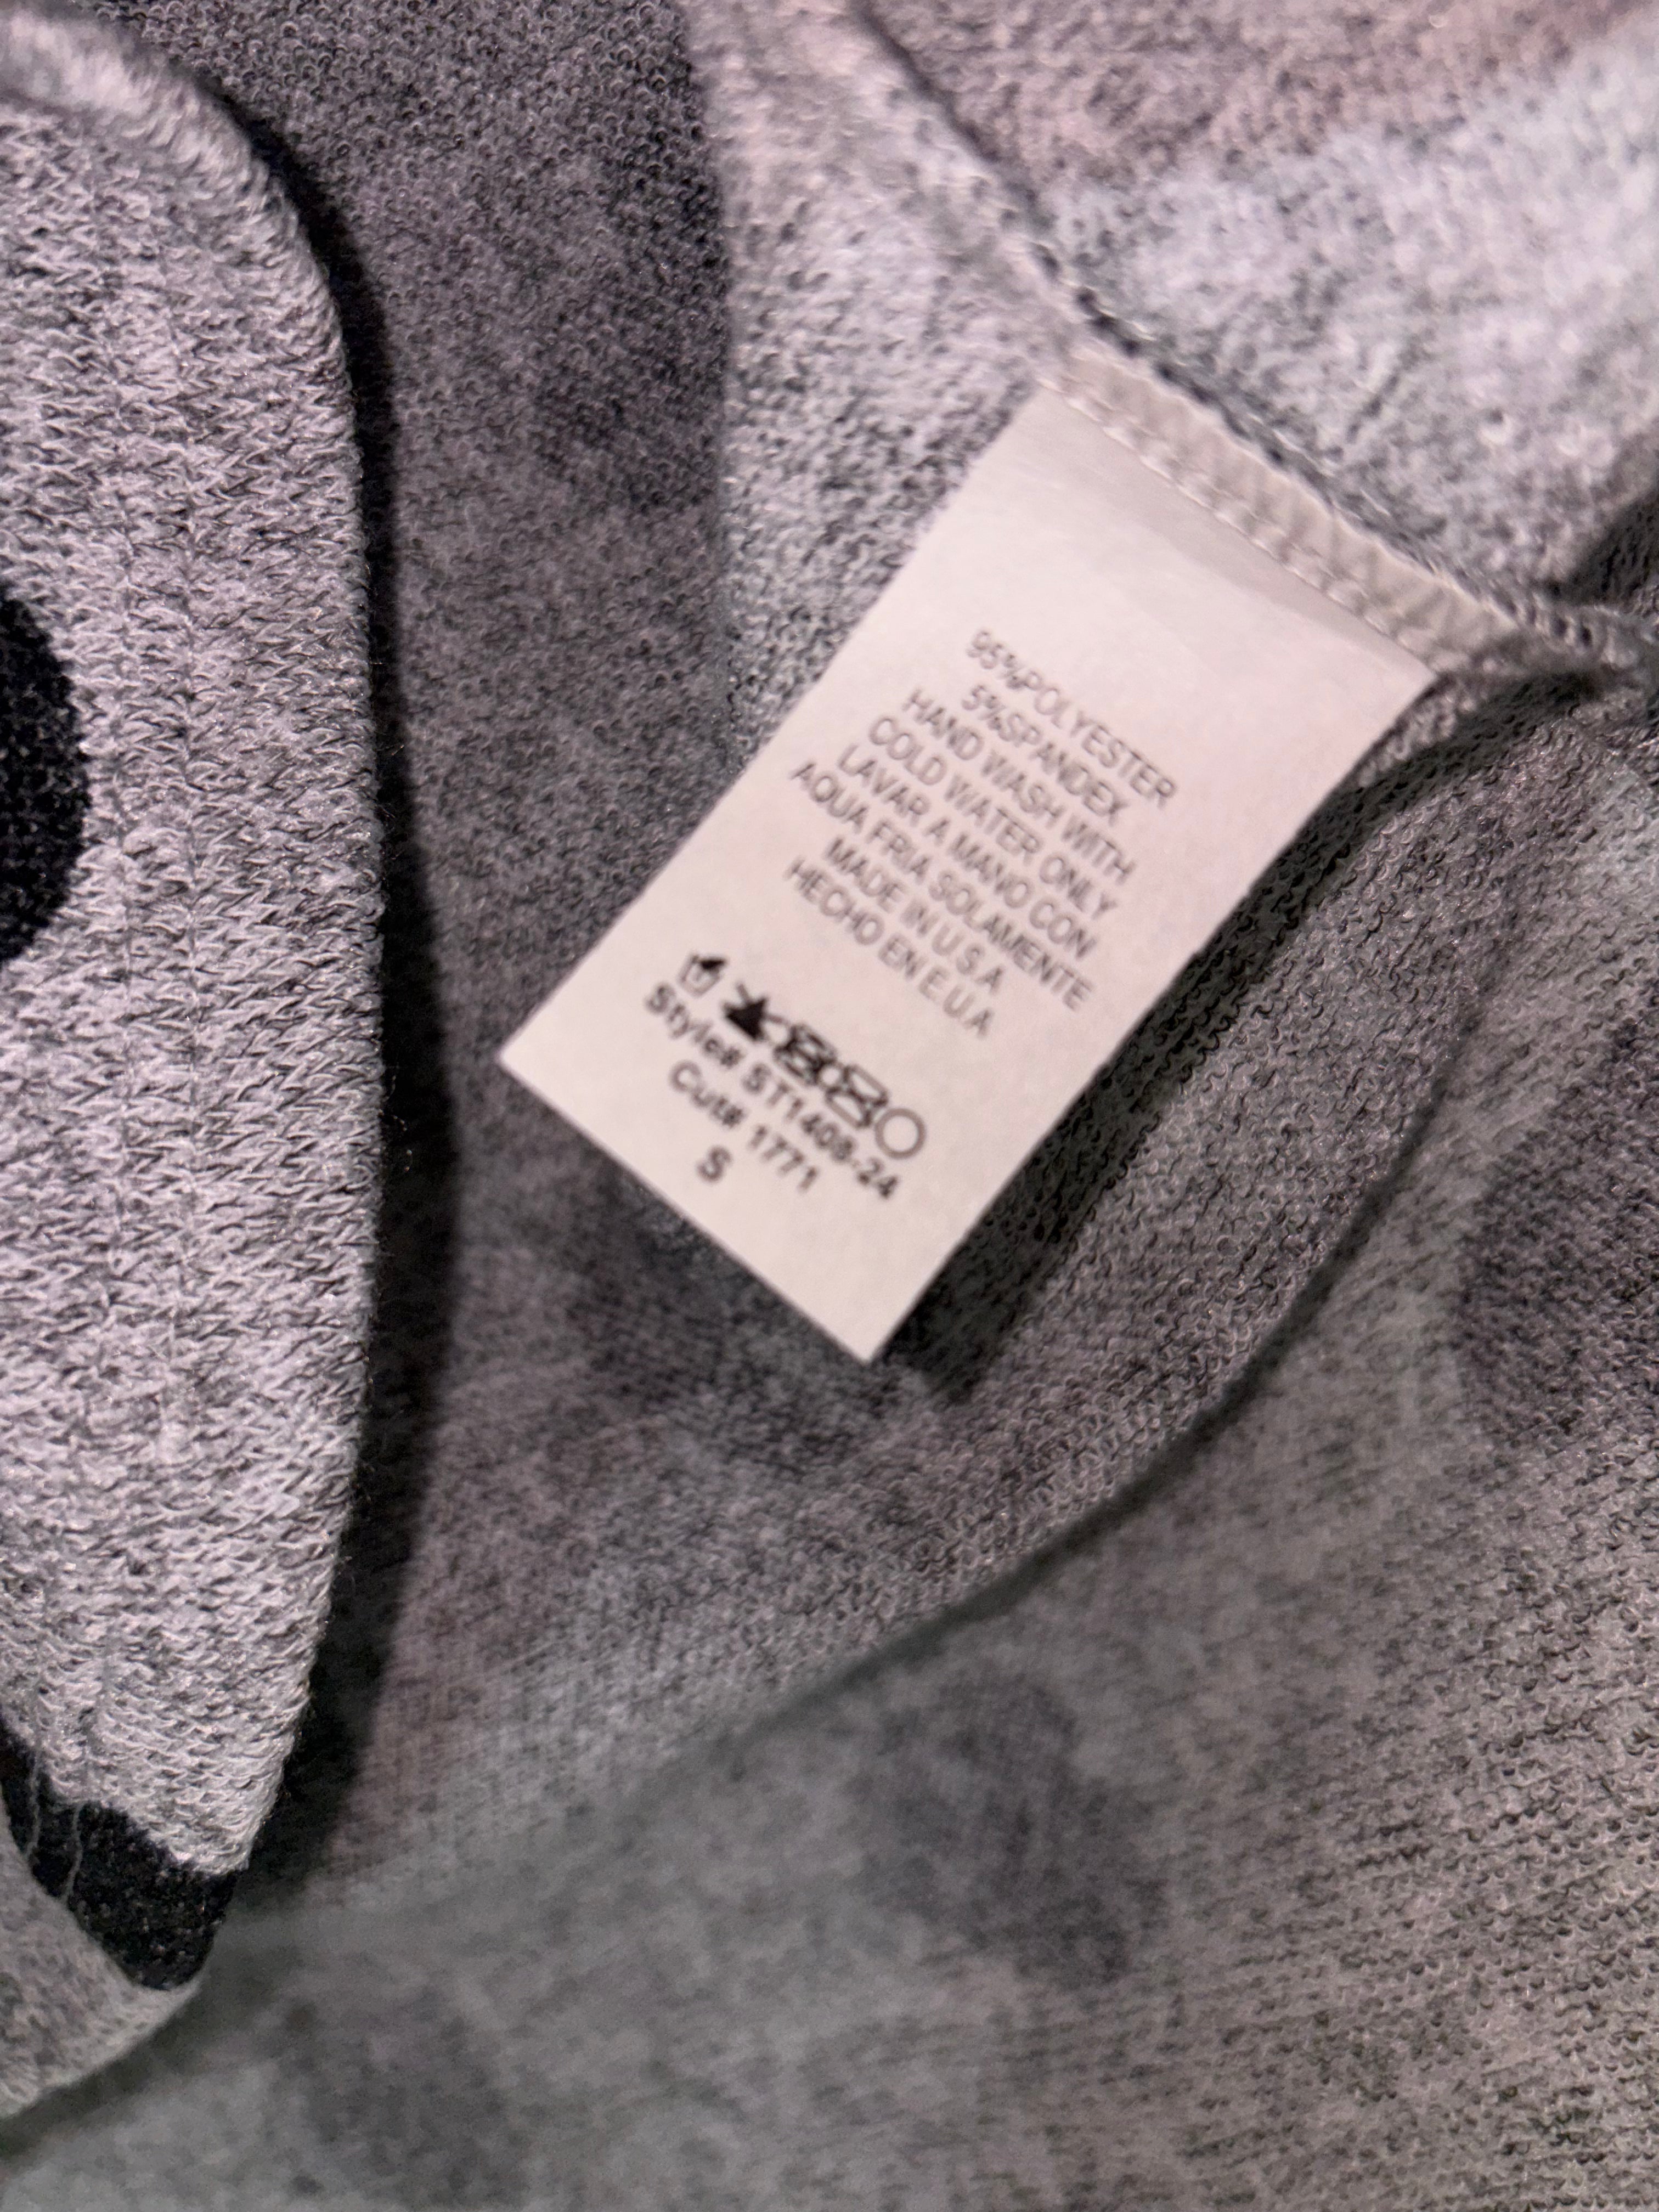 95%POLYESTER
5%SPANDEX
HAND WASH WITH
COLD WATER ONLY
LAVAR A MANO CON
AQUA FRIA SOLAMENTE
MADE IN U.S.A
HECHO EN E.U.A
Style# ST1408-24
Cut# 1771
S